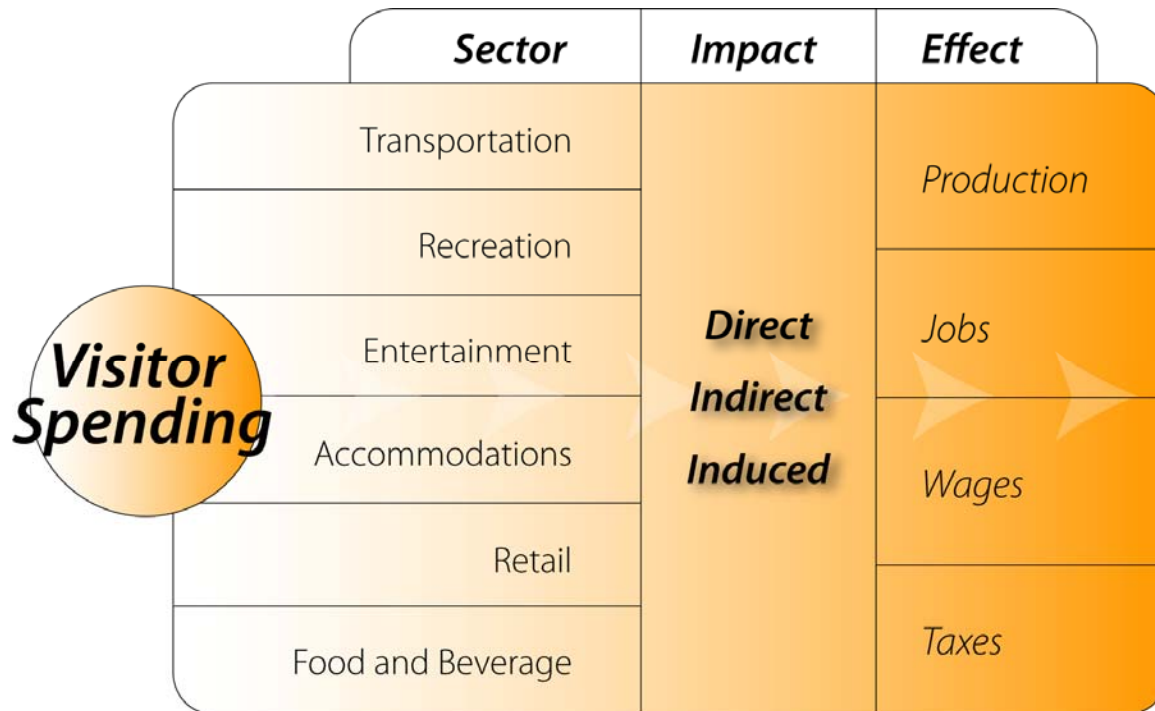 Sector
Impact
Effect
Visitor
Spending
Transportation
Recreation
Entertainment
Accommodations
Retail
Food and Beverage
Direct
Indirect
Induced
Production
Jobs
Wages
Taxes